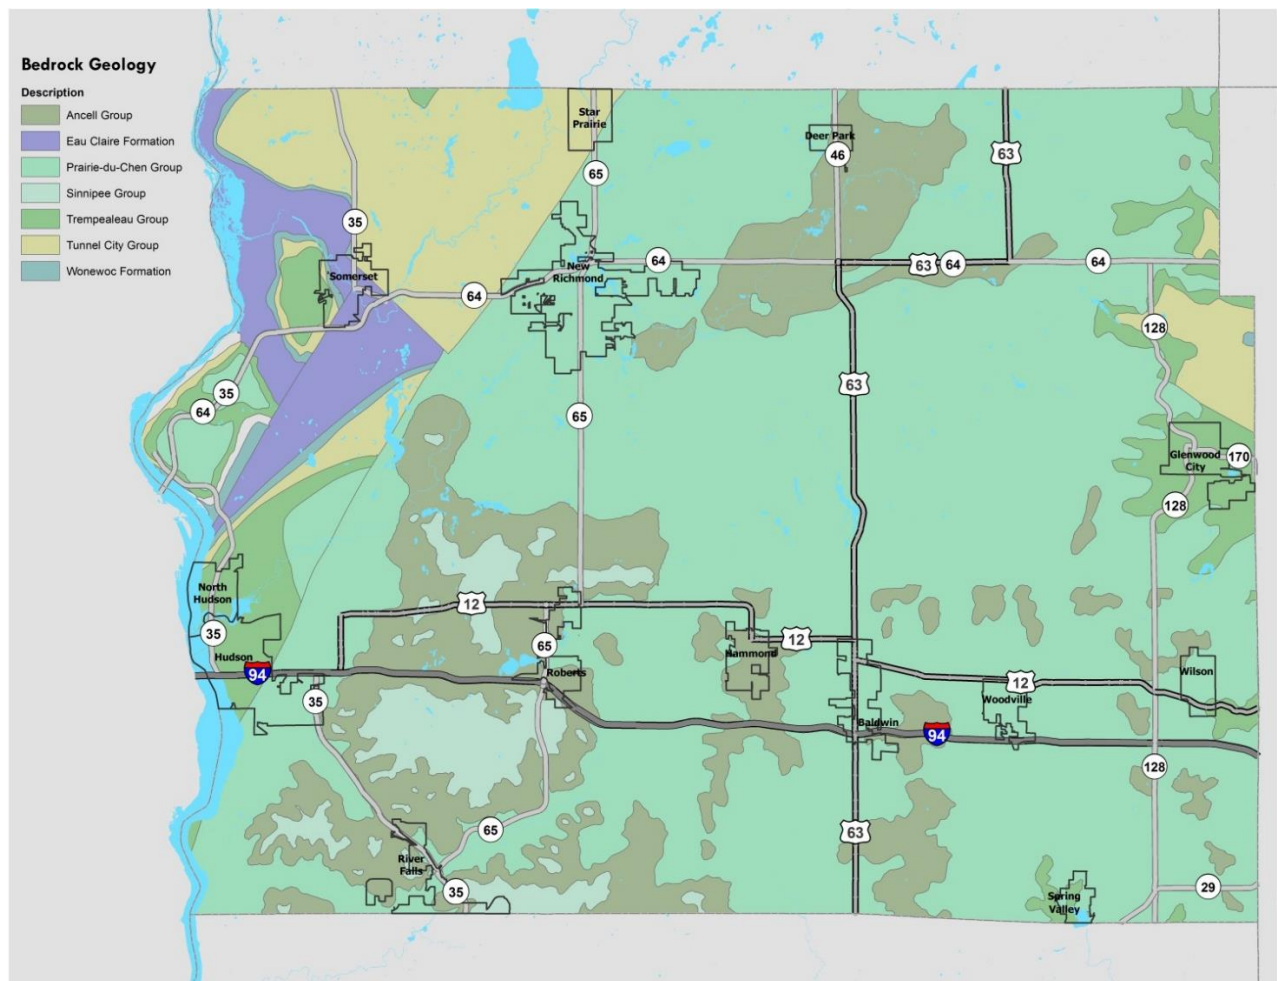 Bedrock Geology
Description
Ancell Group
Eau Claire Formation
Prairie-du-Chen Group
Sinnipee Group
Trempealeau Group
Tunnel City Group
Wonewoc Formation
Star
Prairie
Deer Park
46
63
65
35
64
63
64
64
Somerset
New
Richmond
64
128
63
35
64
65
Glenwood
City
170
128
North
Hudson
12
35
65
12
Hammond
Hudson
94
Roberts
Wilson
12
35
Woodville
Baldwin
94
128
65
63
River
Falls
35
29
Spring
Valley